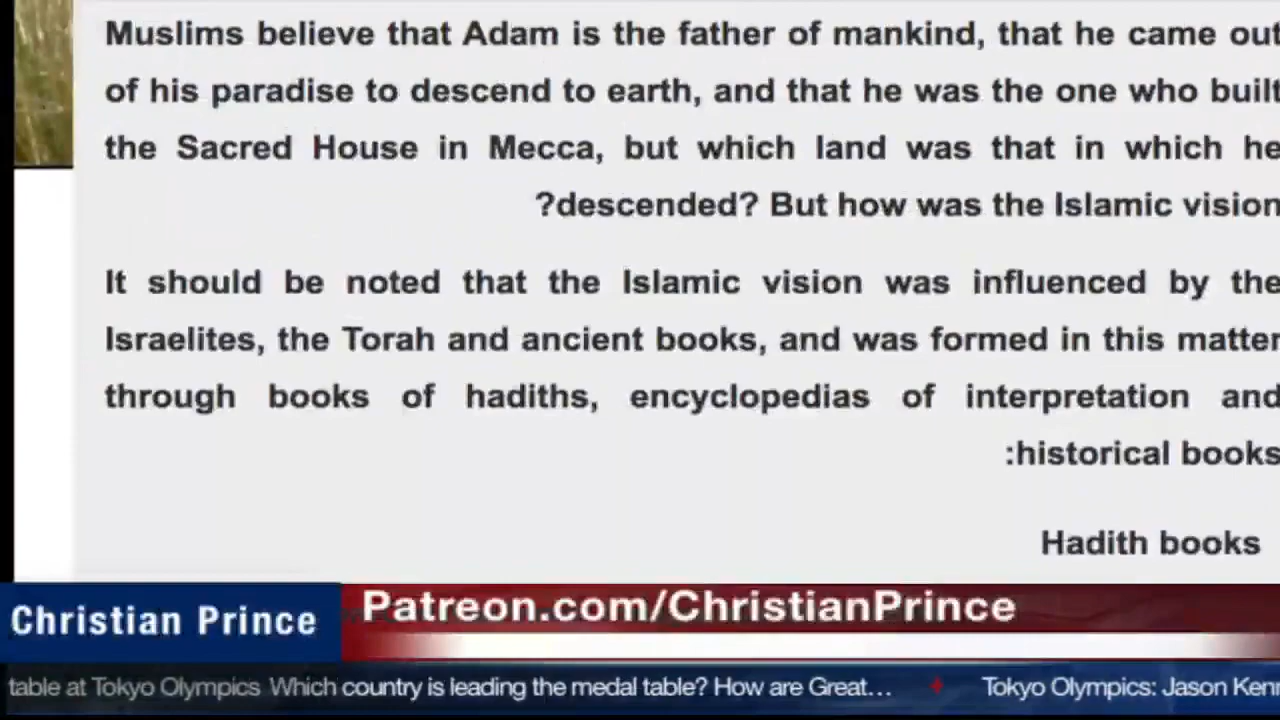 Muslims believe that Adam is the father of mankind, that he came out
of his paradise to descend to earth, and that he was the one who built
the Sacred House in Mecca, but which land was that in which he
?descended? But how was the Islamic vision
It should be noted that the Islamic vision was influenced by the
Israelites, the Torah and ancient books, and was formed in this matter
through books of hadiths, encyclopedias of interpretation and
:historical books
Hadith books
Christian Prince
Patreon.com/ChristianPrince
table at Tokyo Olympics Which country is leading the medal table? How are Great... Tokyo Olympics: Jason Kenn